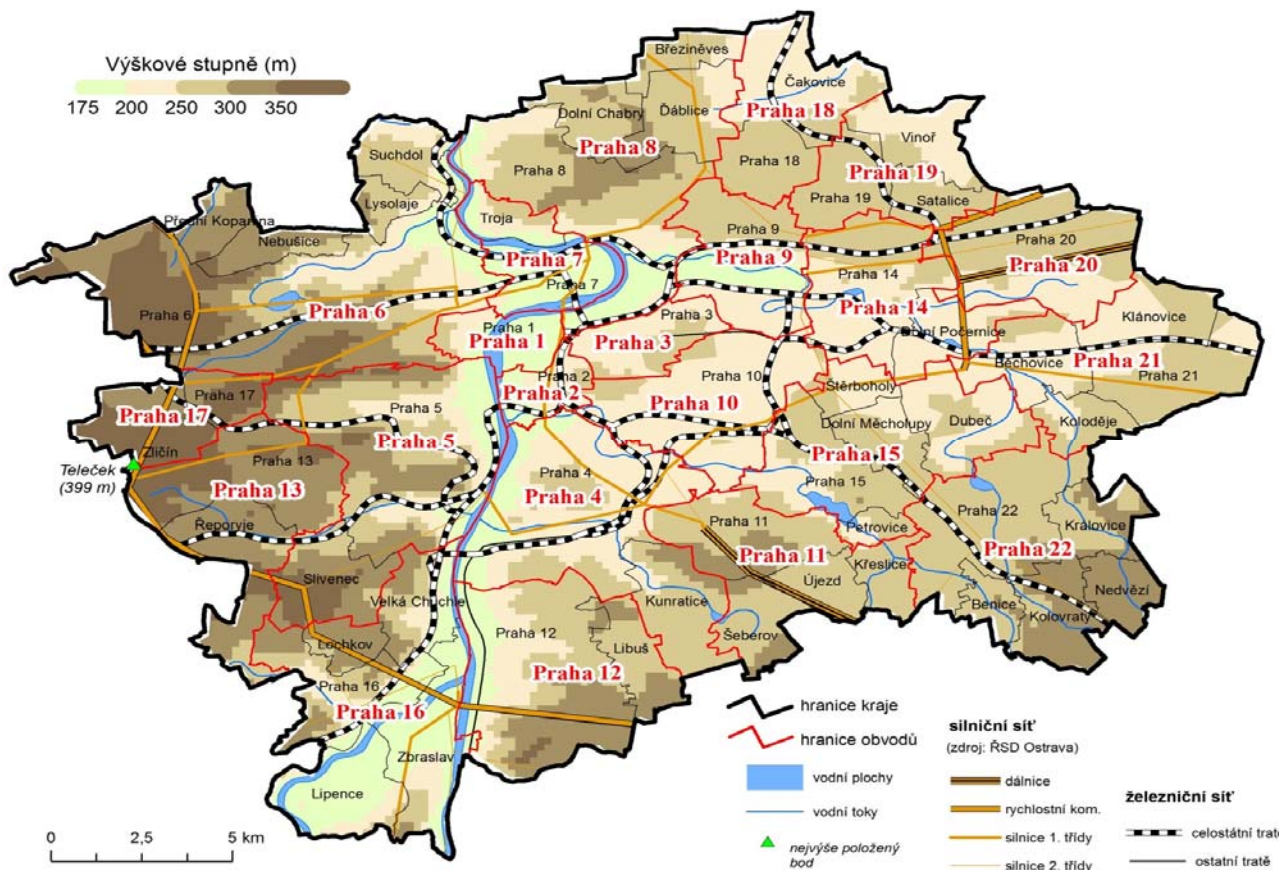 Výškové stupně (m)
175 200 250 300 350
Březiněves
Čakovice
Dolní Chabry
Ďáblice
Praha 18
Vinoř
Suchdol
Praha 8
Praha 8
Praha 18
Praha 19
Lysolaje
Praha 19
Satalice
Přední Kopanina
Troja
Nebušice
Praha 9
Praha 20
Praha 7
Praha 9
Praha 20
Praha 7
Praha 14
Praha 6
Praha 6
Praha 14
Praha 1
Praha 3
Klánovice
Praha 1
Praha 3
Dolní Počernice
Běchovice
Praha 21
Praha 2
Praha 10
Praha 21
Praha 17
Štěrboholy
Praha 2
Praha 10
Praha 17
Praha 5
Dolní Měcholupy
Dubeč
Koloděje
Praha 5
Zličín
Praha 15
Teleček
(399 m)
Praha 13
Praha 4
Praha 13
Praha 4
Praha 15
Řeporyje
Praha 11
Petrovice
Praha 22
Královice
Praha 11
Praha 22
Křeslice
Slivenec
Újezd
Nedvězí
Velká Chuchle
Kunratice
Benice
Kolovraty
Praha 12
Šeberov
Lochkov
Libuš
Praha 12
Praha 16
Praha 16
Zbraslav
Lipence
0 2,5 5 km
hranice kraje
hranice obvodů
vodní plochy
vodní toky
nejvýše položený
bod
silniční síť
(zdroj: ŘSD Ostrava)
dálnice
rychlostní kom.
silnice 1. třídy
silnice 2. třídy
železniční síť
celostátní tratě
ostatní tratě